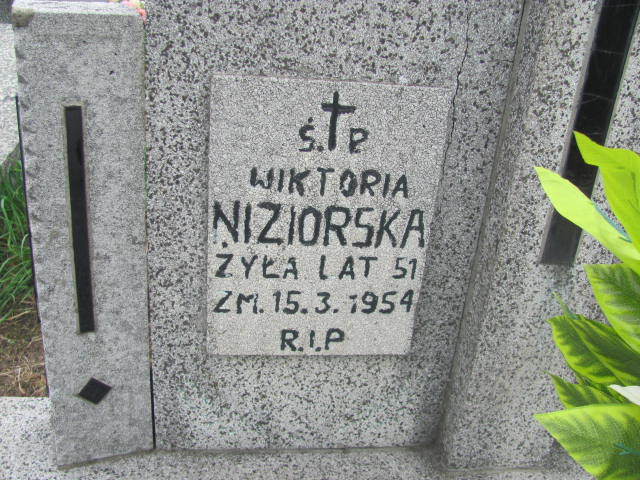 Ś.✝P.
WIKTORIA
NIZIORSKA
ŻYŁA LAT 51
ZM. 15.3.1954
R.I.P